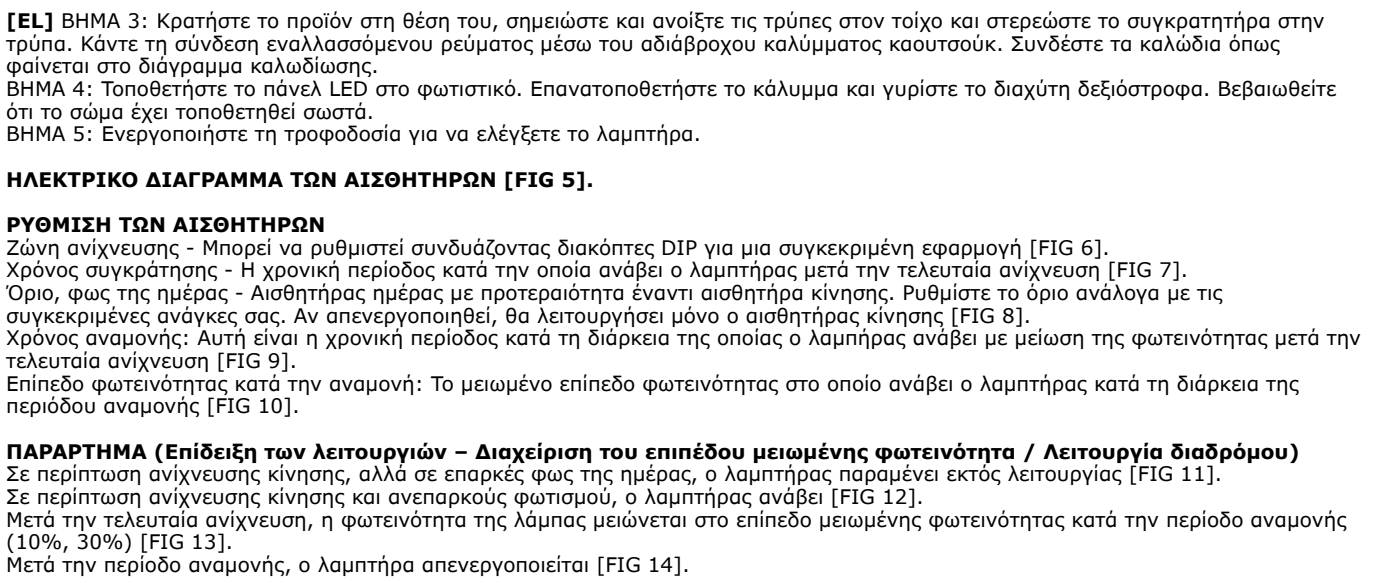 [EL] ΒΗΜΑ 3: Κρατήστε το προϊόν στη θέση του, σημειώστε και ανοίξτε τις τρύπες στον τοίχο και στερεώστε το συγκρατητήρα στην
τρύπα. Κάντε τη σύνδεση εναλλασσόμενου ρεύματος μέσω του αδιάβροχου καλύμματος καουτσούκ. Συνδέστε τα καλώδια όπως
φαίνεται στο διάγραμμα καλωδίωσης.
ΒΗΜΑ 4: Τοποθετήστε το πάνελ LED στο φωτιστικό. Επανατοποθετήστε το κάλυμμα και γυρίστε το διαχύτη δεξιόστροφα. Βεβαιωθείτε
ότι το σώμα έχει τοποθετηθεί σωστά.
ΒΗΜΑ 5: Ενεργοποιήστε τη τροφοδοσία για να ελέγξετε το λαμπτήρα.
ΗΛΕΚΤΡΙΚΟ ΔΙΑΓΡΑΜΜΑ ΤΩΝ ΑΙΣΘΗΤΗΡΩΝ [FIG 5].
ΡΥΘΜΙΣΗ ΤΩΝ ΑΙΣΘΗΤΗΡΩΝ
Ζώνη ανίχνευσης - Μπορεί να ρυθμιστεί συνδυάζοντας διακόπτες DIP για μια συγκεκριμένη εφαρμογή [FIG 6].
Χρόνος συγκράτησης - Η χρονική περίοδος κατά την οποία ανάβει ο λαμπτήρας μετά την τελευταία ανίχνευση [FIG 7].
Όριο, φως της ημέρας - Αισθητήρας ημέρας με προτεραιότητα έναντι αισθητήρα κίνησης. Ρυθμίστε το όριο ανάλογα με τις
συγκεκριμένες ανάγκες σας. Αν απενεργοποιηθεί, θα λειτουργήσει μόνο ο αισθητήρας κίνησης [FIG 8].
Χρόνος αναμονής: Αυτή είναι η χρονική περίοδος κατά τη διάρκεια της οποίας ο λαμπήρας ανάβει με μείωση της φωτεινότητας μετά την
τελευταία ανίχνευση [FIG 9].
Επίπεδο φωτεινότητας κατά την αναμονή: Το μειωμένο επίπεδο φωτεινότητας στο οποίο ανάβει ο λαμπτήρας κατά τη διάρκεια της
περιόδου αναμονής [FIG 10].
ΠΑΡΑΡΤΗΜΑ (Επίδειξη των λειτουργιών – Διαχείριση του επιπέδου μειωμένης φωτεινότητα / Λειτουργία διαδρόμου)
Σε περίπτωση ανίχνευσης κίνησης, αλλά σε επαρκές φως της ημέρας, ο λαμπτήρας παραμένει εκτός λειτουργίας [FIG 11].
Σε περίπτωση ανίχνευσης κίνησης και ανεπαρκούς φωτισμού, ο λαμπτήρας ανάβει [FIG 12].
Μετά την τελευταία ανίχνευση, η φωτεινότητα της λάμπας μειώνεται στο επίπεδο μειωμένης φωτεινότητας κατά την περίοδο αναμονής
(10%, 30%) [FIG 13].
Μετά την περίοδο αναμονής, ο λαμπτήρα απενεργοποιείται [FIG 14].